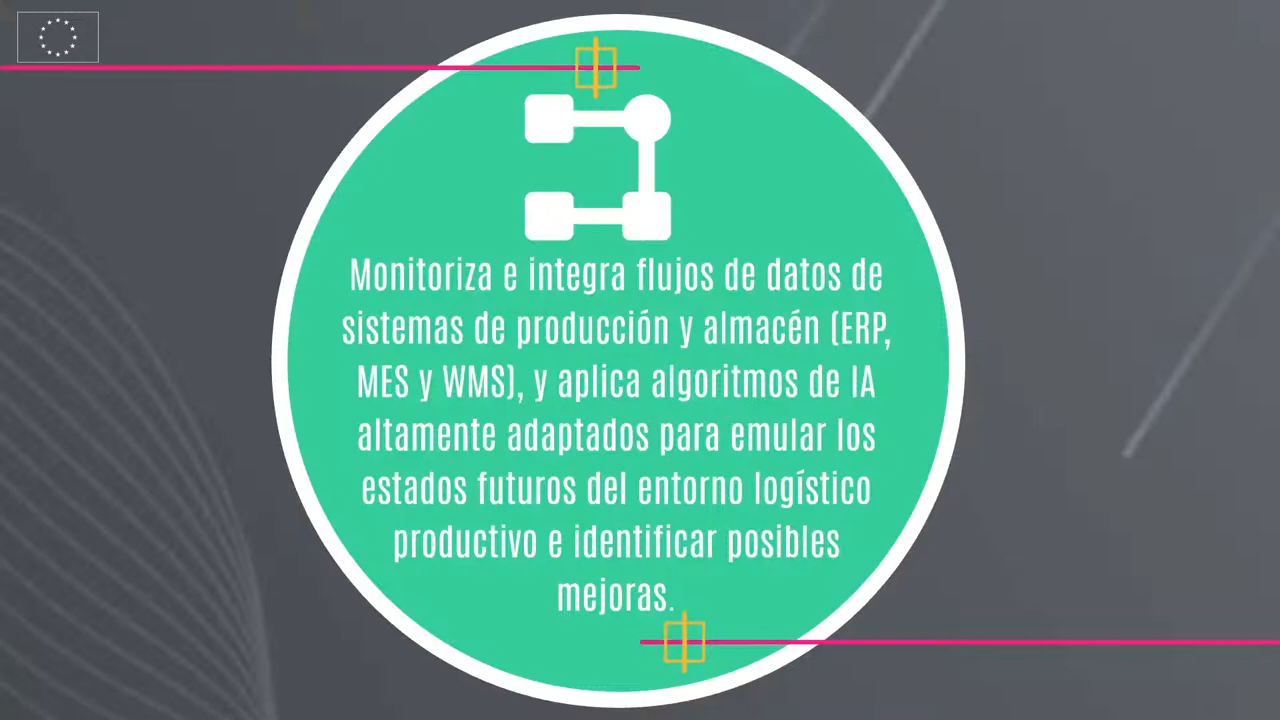 Monitoriza e integra flujos de datos de
sistemas de producción y almacén (ERP,
MES y WMS), y aplica algoritmos de IA
altamente adaptados para emular los
estados futuros del entorno logístico
productivo e identificar posibles
mejoras.